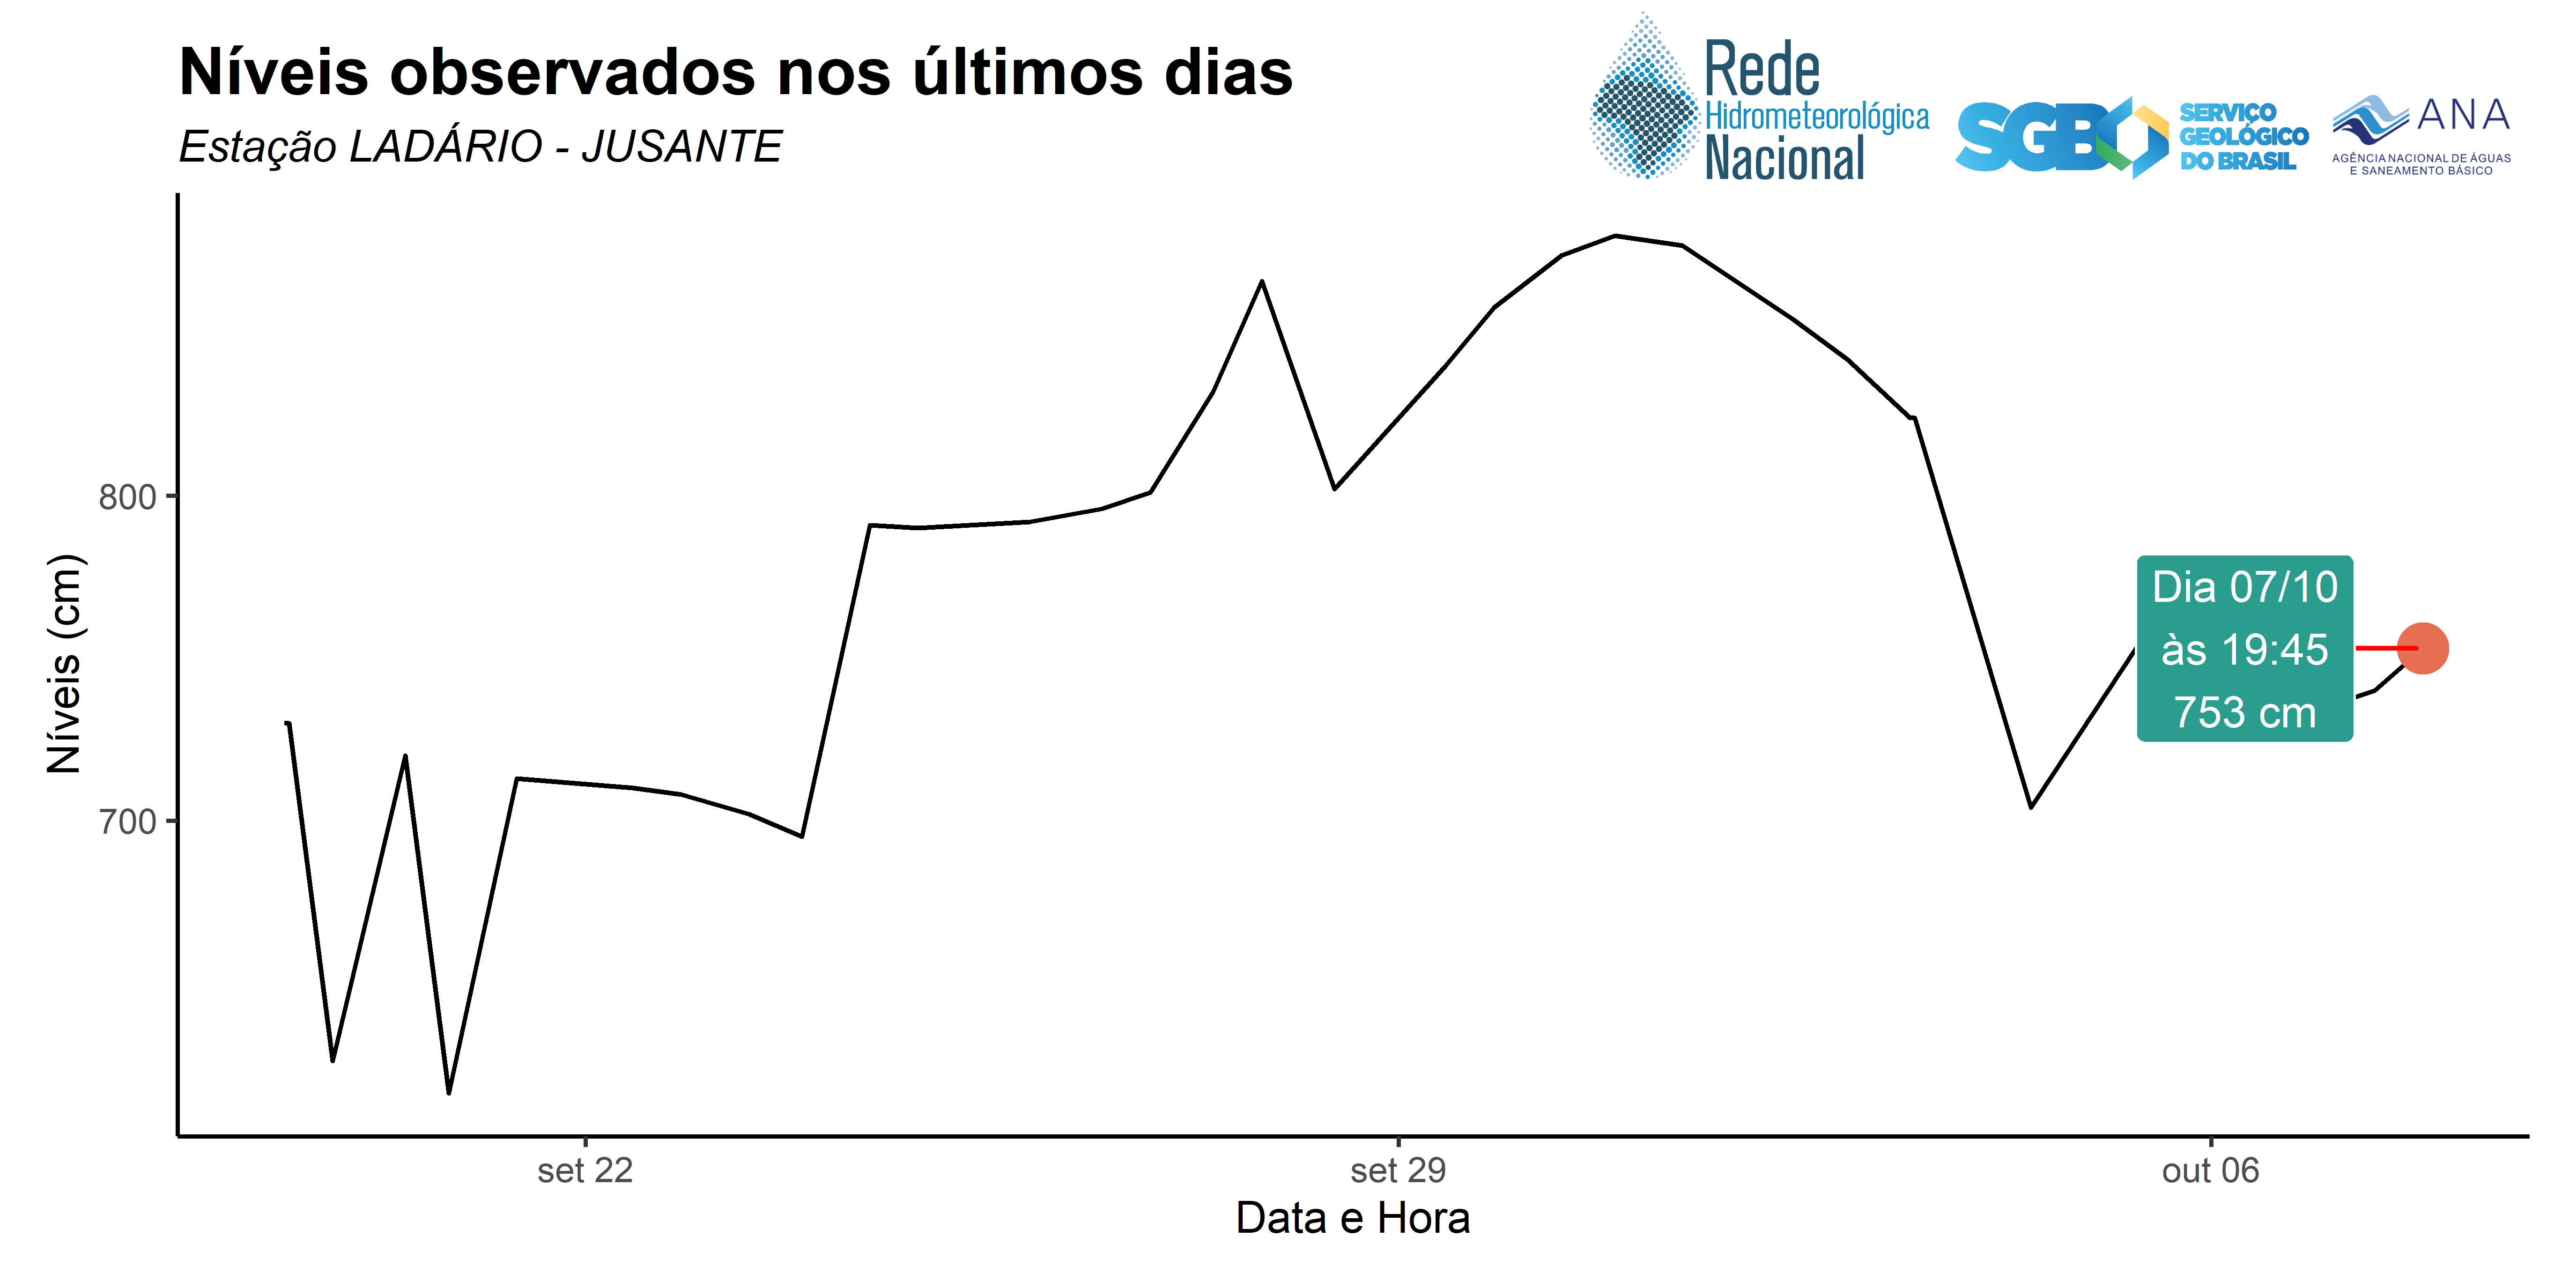 Níveis observados nos últimos dias
Estação LADÁRIO - JUSANTE
Rede
Hidrometeorológica
Nacional
SGB
SERVIÇO
GEOLÓGICO
DO BRASIL
ANA
AGÊNCIA NACIONAL DE ÁGUAS
E SANEAMENTO BÁSICO
Níveis (cm)
800
700
Dia 07/10
às 19:45
753 cm
set 22
set 29
out 06
Data e Hora